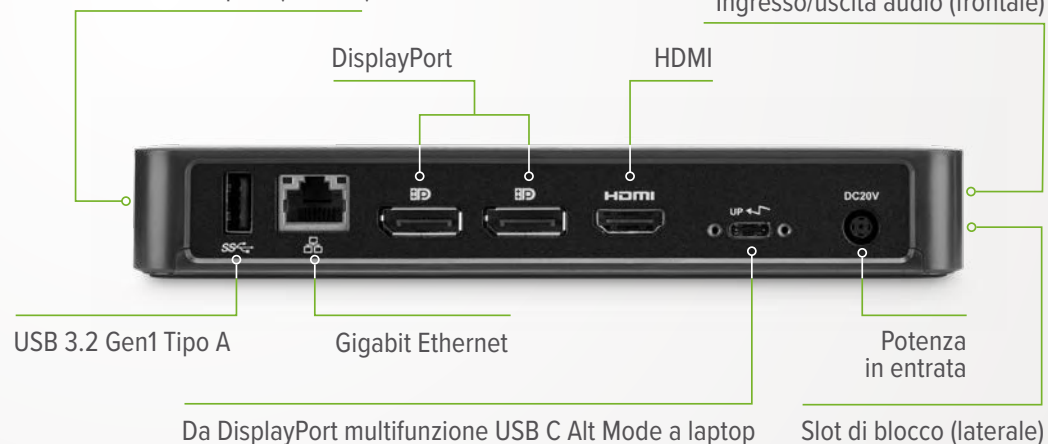 Ingresso/uscita audio (frontale)
DisplayPort
HDMI
HDMI
DC20V
UP
SS
USB 3.2 Gen1 Tipo A
Gigabit Ethernet
Potenza
in entrata
Da DisplayPort multifunzione USB C Alt Mode a laptop
Slot di blocco (laterale)